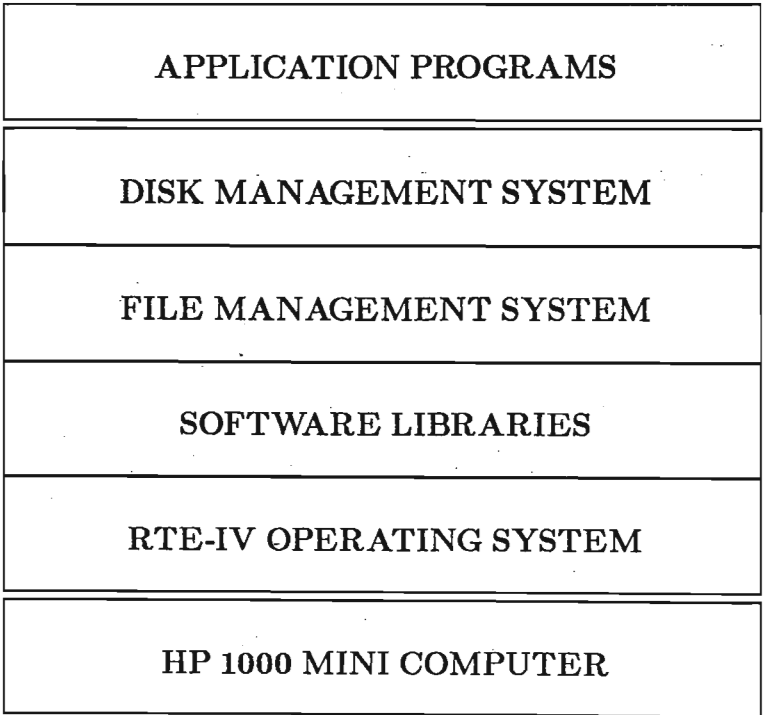 APPLICATION PROGRAMS
DISK MANAGEMENT SYSTEM
FILE MANAGEMENT SYSTEM
SOFTWARE LIBRARIES
RTE-IV OPERATING SYSTEM
HP 1000 MINI COMPUTER